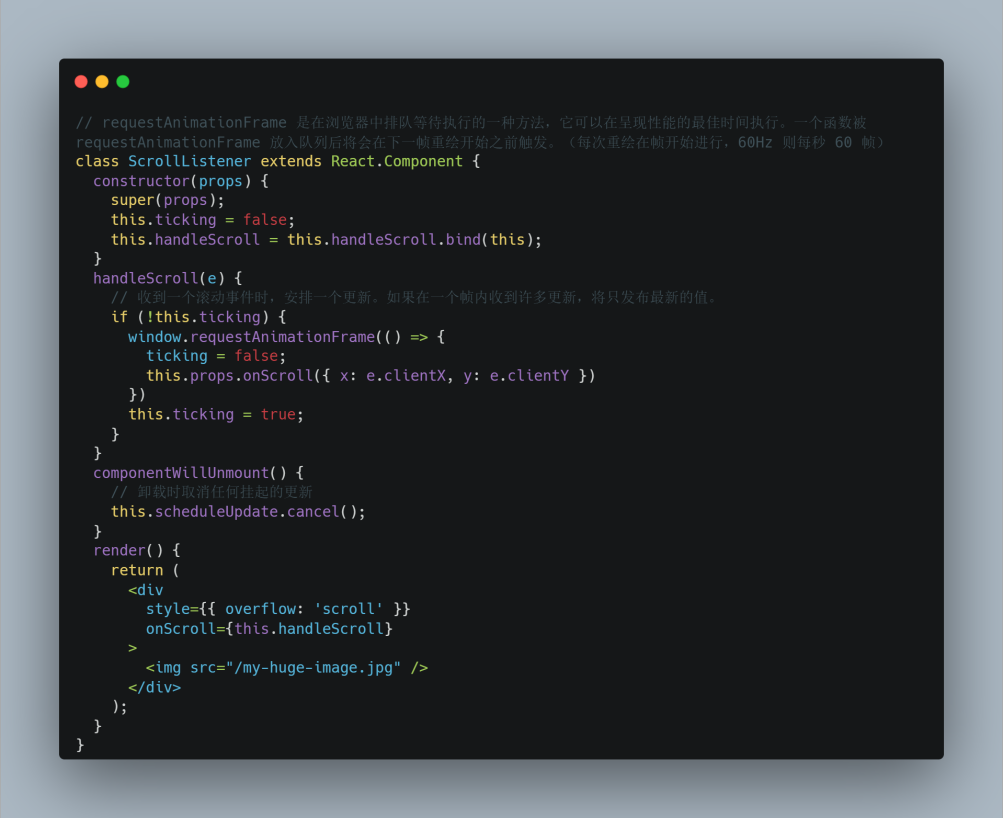 // requestAnimationFrame 是在浏览器中排队等待执行的一种方法，它可以在呈现性能的最佳时间执行。一个函数被
requestAnimationFrame 放入队列后将会在下一帧重绘开始之前触发。（每次重绘在帧开始进行，60Hz 则每秒 60 帧）
class ScrollListener extends React.Component {
  constructor(props) {
    super(props);
    this.ticking = false;
    this.handleScroll = this.handleScroll.bind(this);
  }
  handleScroll(e) {
    // 收到一个滚动事件时，安排一个更新。如果在一个帧内收到许多更新，将只发布最新的值。
    if (!this.ticking) {
      window.requestAnimationFrame(() => {
        ticking = false;
        this.props.onScroll({ x: e.clientX, y: e.clientY })
      })
      this.ticking = true;
    }
  }
  componentWillUnmount() {
    // 卸载时取消任何挂起的更新
    this.scheduleUpdate.cancel();
  }
  render() {
    return (
      <div
        style={{ overflow: 'scroll' }}
        onScroll={this.handleScroll}
      >
        <img src="/my-huge-image.jpg" />
      </div>
    );
  }
}